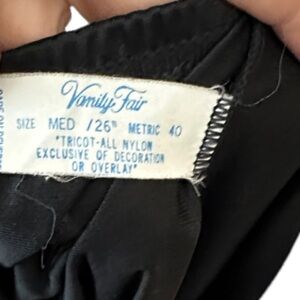 Vanity Fair
SIZE MED /26" METRIC 40
"TRICOT-ALL NYLON
EXCLUSIVE OF DECORATION
OR OVERLAY"